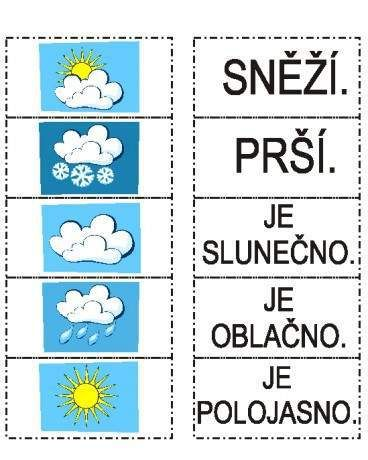 SNĚŽÍ.
PRŠÍ.
JE
SLUNEČNO.
JE
OBLAČNO.
JE
POLOJASNO.